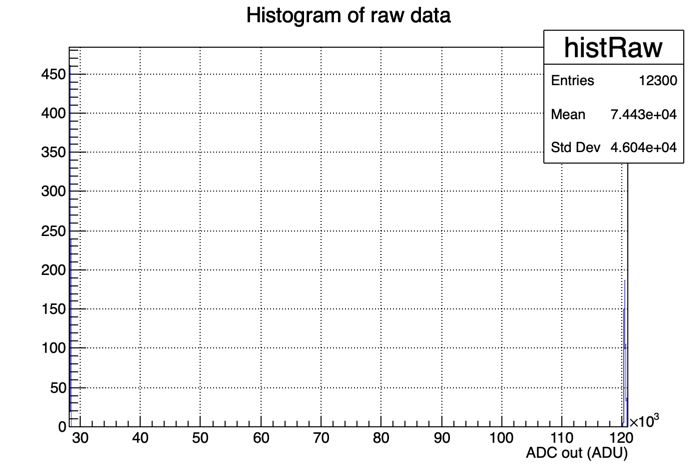 Histogram of raw data
histRaw
Entries 12300
Mean 7.443e+04
Std Dev 4.604e+04
450
400
350
300
250
200
150
100
50
0
30 40 50 60 70 80 90 100 110 120
×10³
ADC out (ADU)